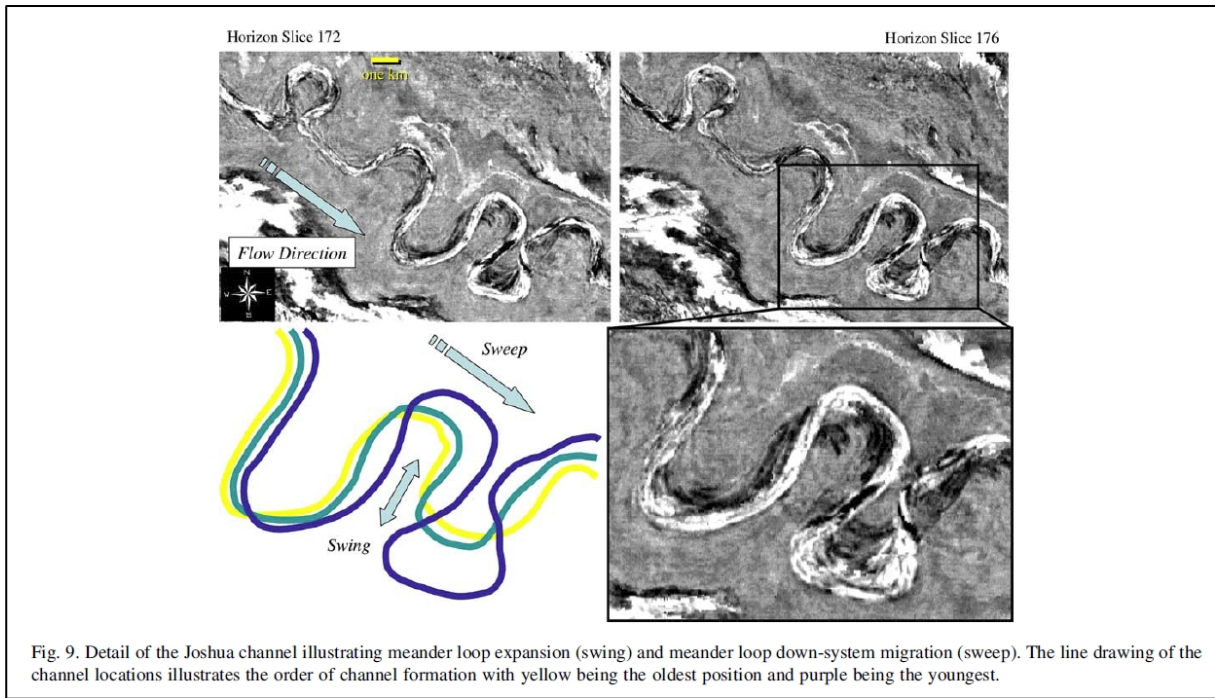 Horizon Slice 172
Horizon Slice 176
one km
Flow Direction
N
W E
S
Sweep
Swing
Fig. 9. Detail of the Joshua channel illustrating meander loop expansion (swing) and meander loop down-system migration (sweep). The line drawing of the
channel locations illustrates the order of channel formation with yellow being the oldest position and purple being the youngest.